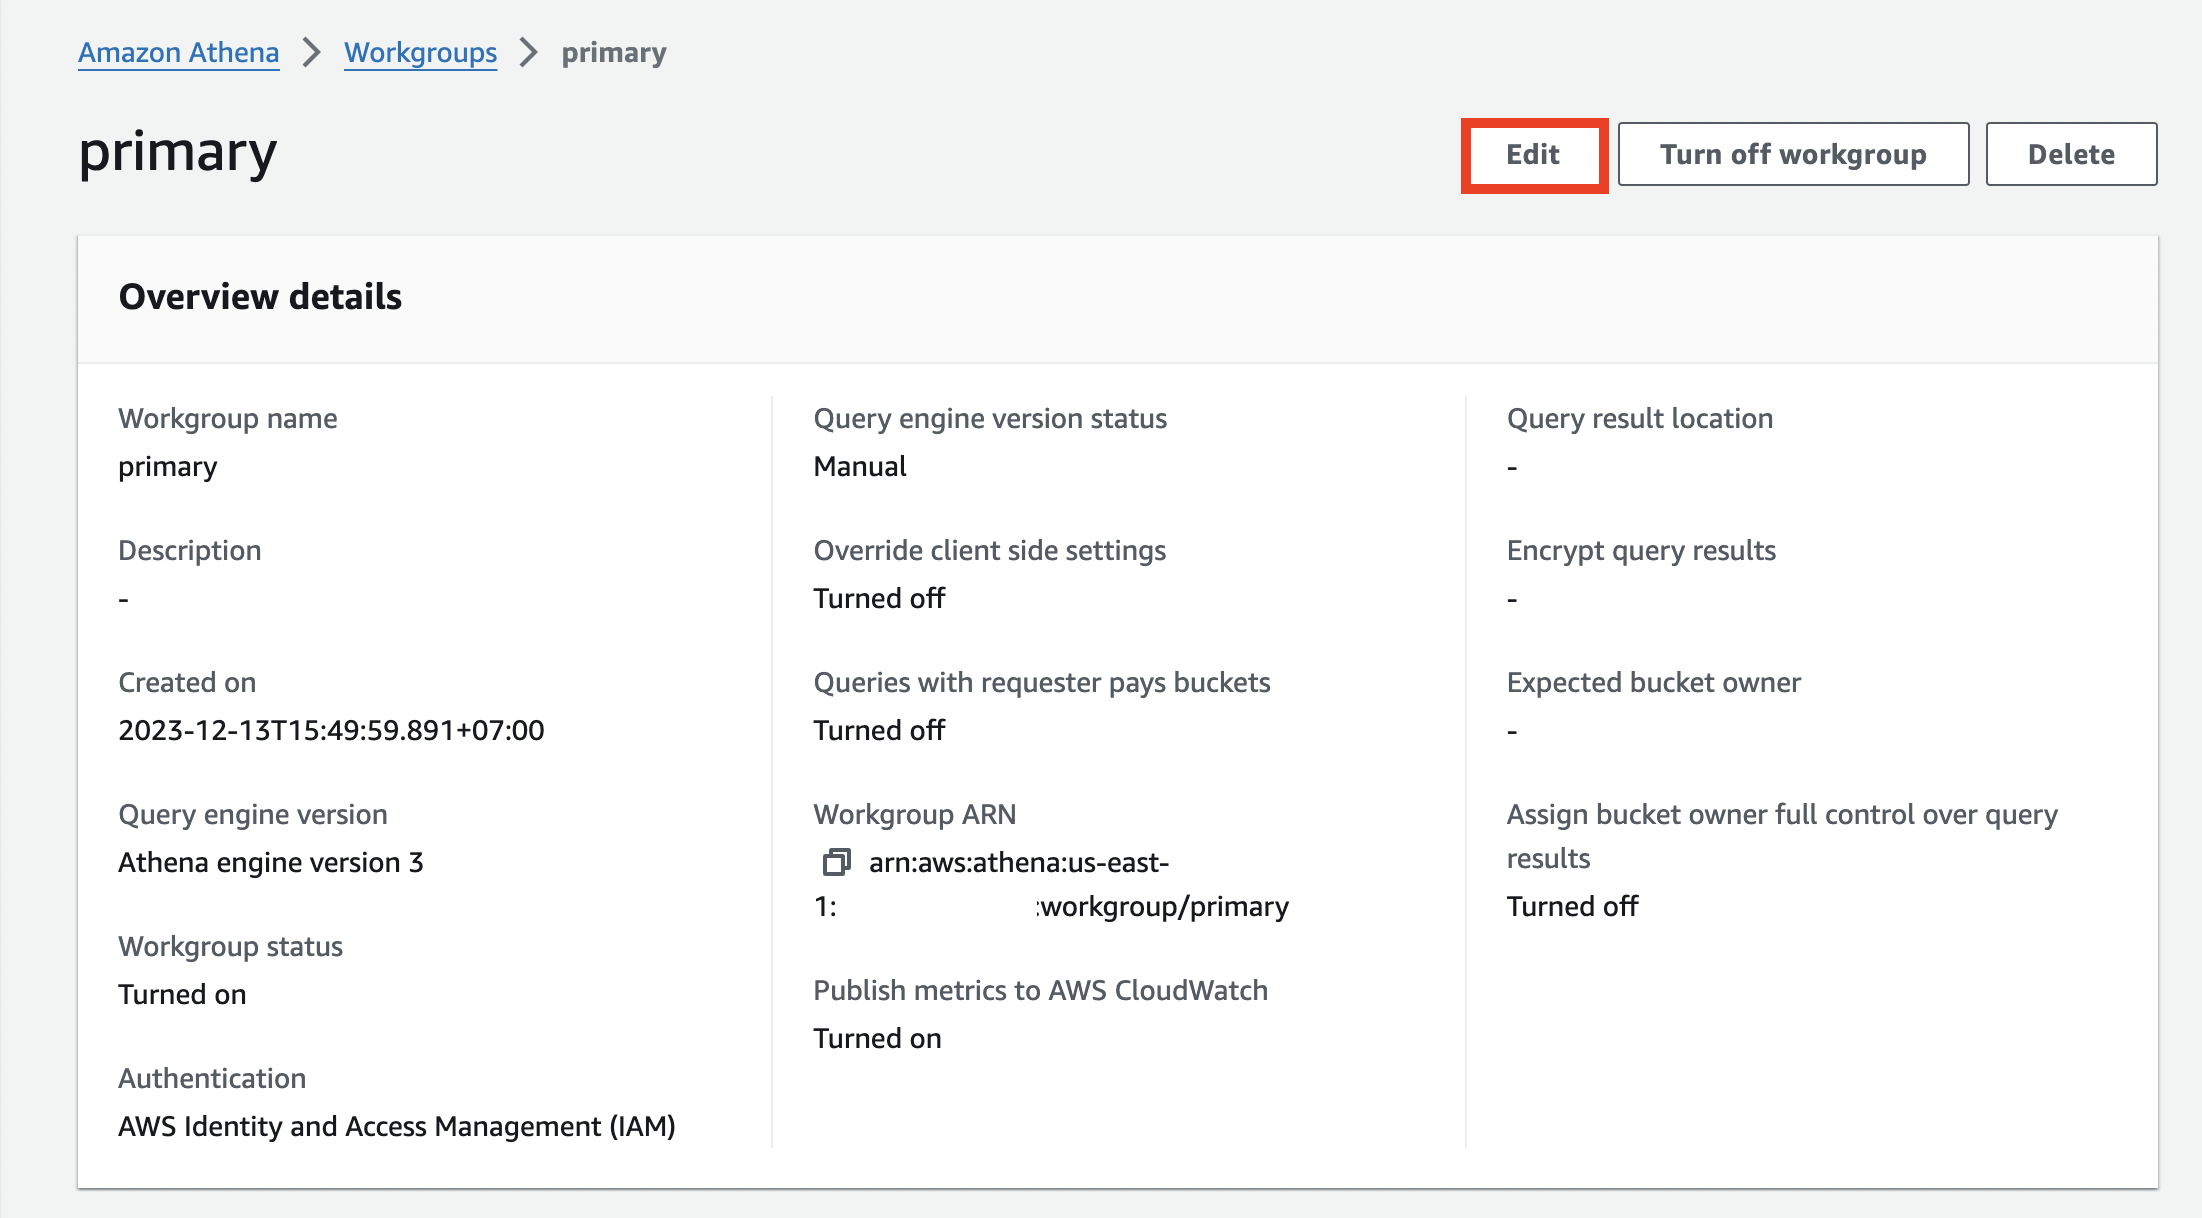 Amazon Athena > Workgroups > primary
primary
Edit
Turn off workgroup
Delete
Overview details
Workgroup name
primary
Description
-
Created on
2023-12-13T15:49:59.891+07:00
Query engine version
Athena engine version 3
Workgroup status
Turned on
Authentication
AWS Identity and Access Management (IAM)
Query engine version status
Manual
Override client side settings
Turned off
Queries with requester pays buckets
Turned off
Workgroup ARN
arn:aws:athena:us-east-
1: :workgroup/primary
Publish metrics to AWS CloudWatch
Turned on
Query result location
-
Encrypt query results
-
Expected bucket owner
-
Assign bucket owner full control over query
results
Turned off